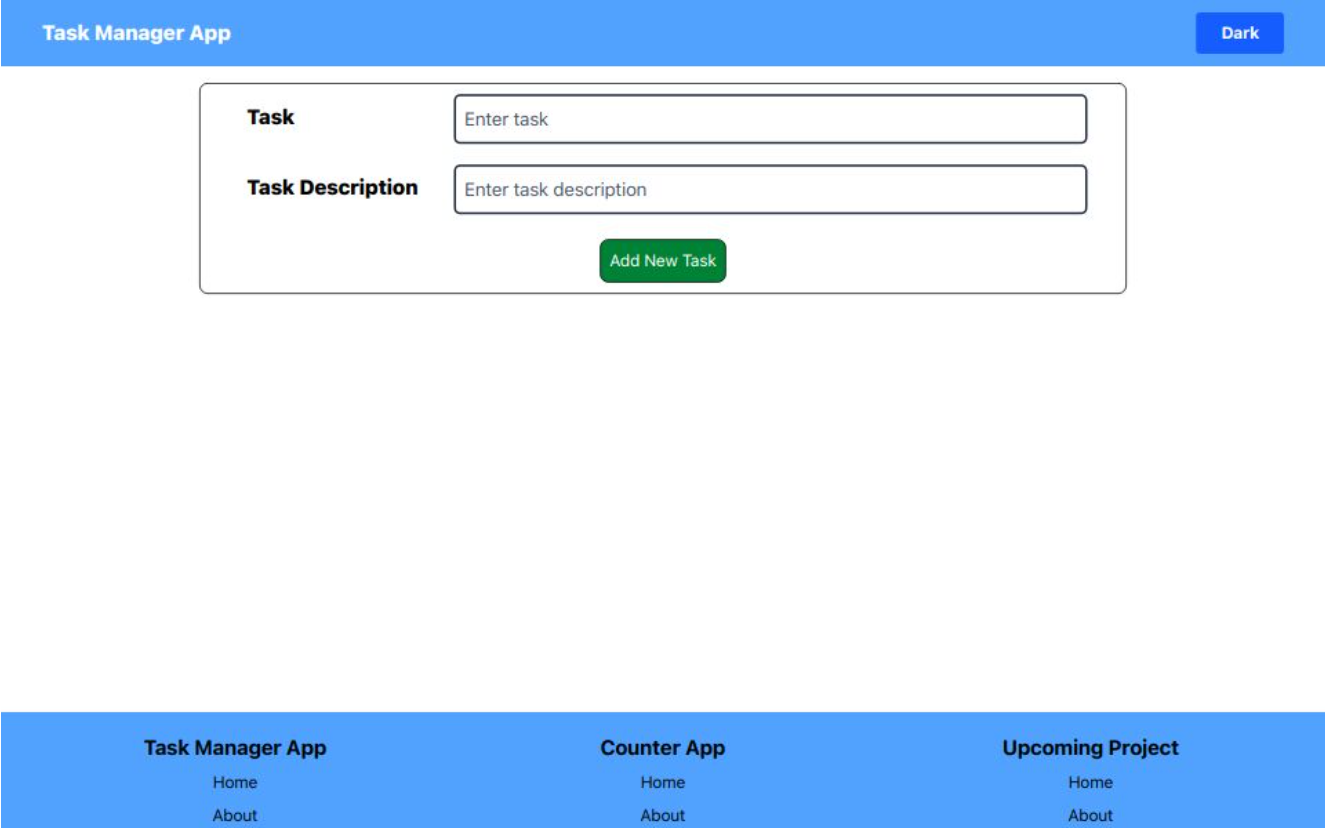 Task Manager App
Dark
Task
Enter task
Task Description
Enter task description
Add New Task
Task Manager App
Counter App
Upcoming Project
Home
Home
Home
About
About
About